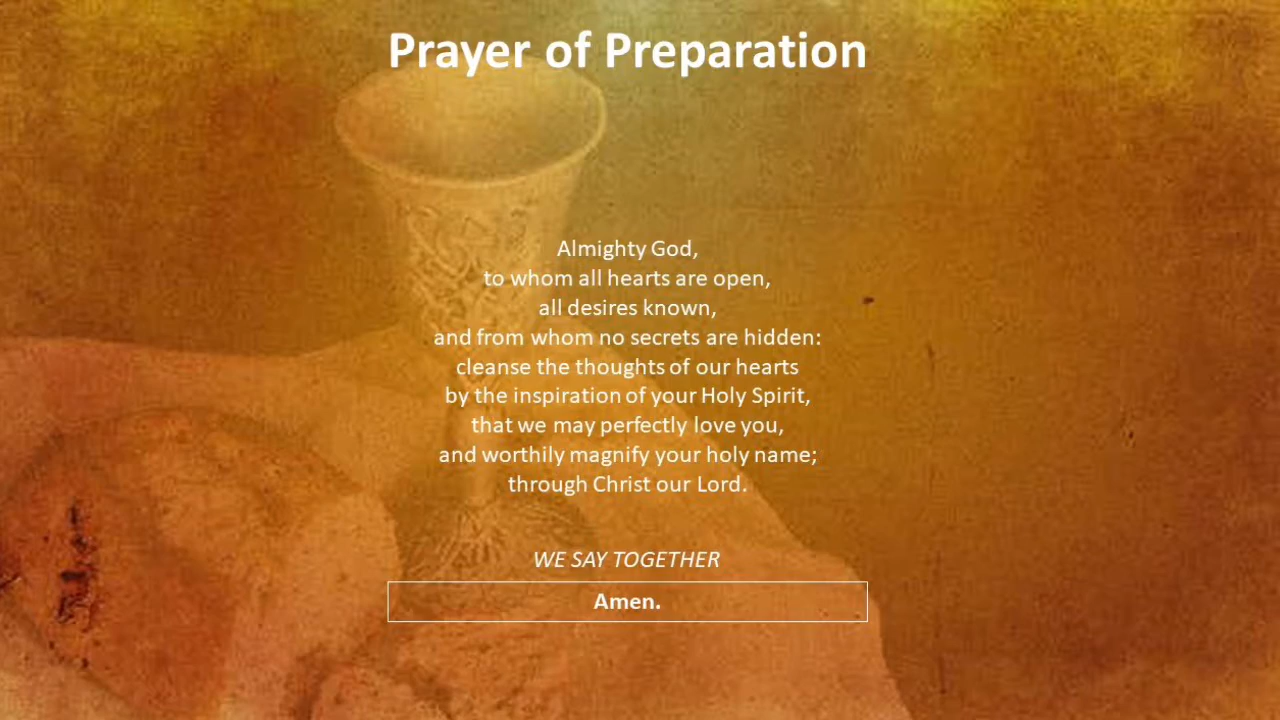 Prayer of Preparation
Almighty God,
to whom all hearts are open,
all desires known,
and from whom no secrets are hidden:
cleanse the thoughts of our hearts
by the inspiration of your Holy Spirit,
that we may perfectly love you,
and worthily magnify your holy name;
through Christ our Lord.
WE SAY TOGETHER
Amen.